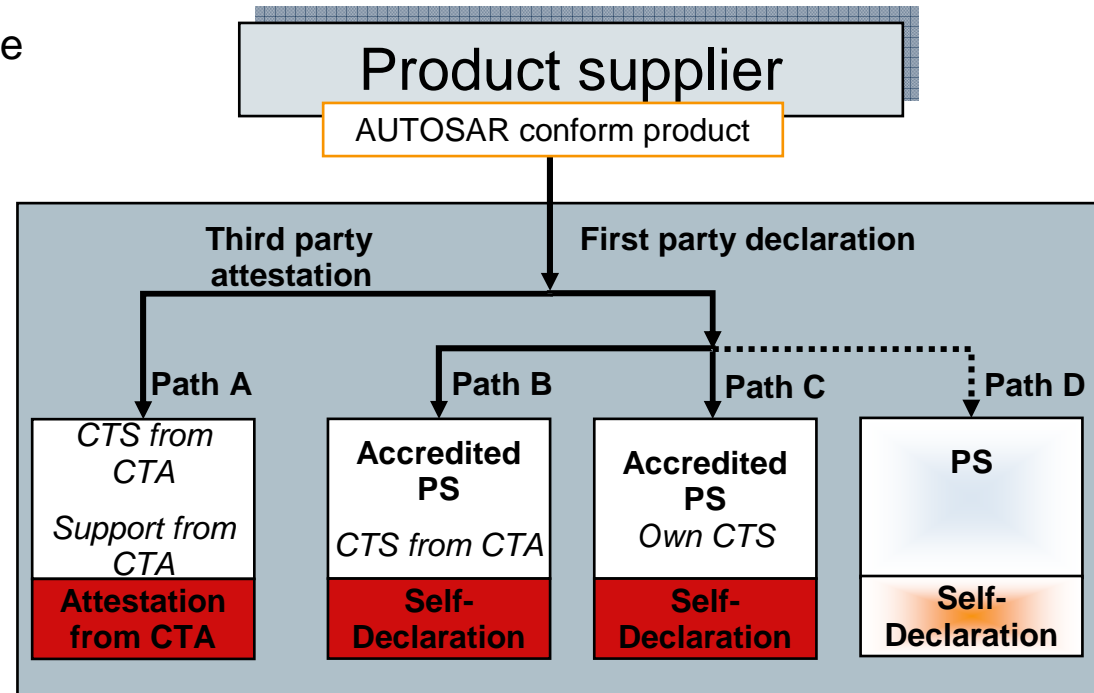 e
Product supplier
AUTOSAR conform product
Third party
attestation
First party declaration
Path A
Path B
Path C
Path D
CTS from
CTA
Support from
CTA
Attestation
from CTA
Accredited
PS
CTS from CTA
Self-
Declaration
Accredited
PS
Own CTS
Self-
Declaration
PS
Self-
Declaration